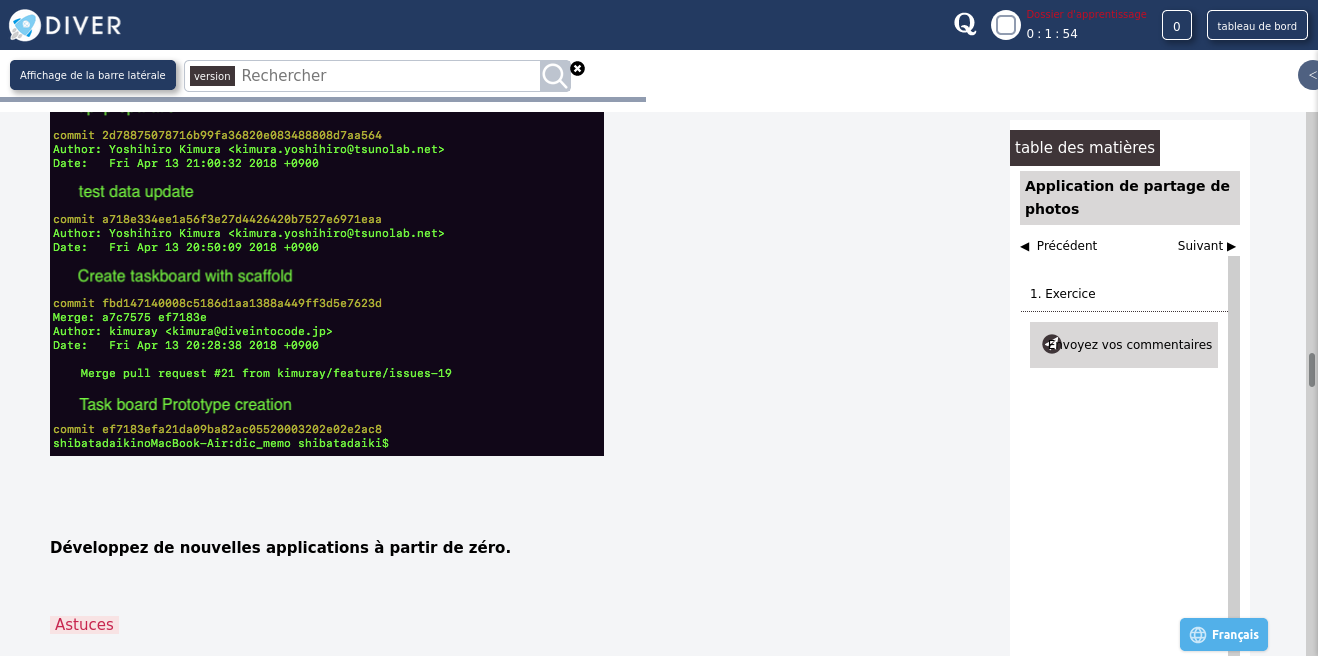 DIVER
Q
Dossier d'apprentissage
0 : 1 : 54
0
tableau de bord
Affichage de la barre latérale
version
Rechercher
<
commit 2d78875078716b99fa36820e083488808d7aa564
Author: Yoshihiro Kimura <kimura.yoshihiro@tsunolab.net>
Date:   Fri Apr 13 21:00:32 2018 +0900
test data update
commit a718e334ee1a56f3e27d4426420b7527e6971eaa
Author: Yoshihiro Kimura <kimura.yoshihiro@tsunolab.net>
Date:   Fri Apr 13 20:50:09 2018 +0900
Create taskboard with scaffold
commit fbd147140008c5186d1aa1388a449ff3d5e7623d
Merge: a7c7575 ef7183e
Author: kimuray <kimura@diveintocode.jp>
Date:   Fri Apr 13 20:28:38 2018 +0900
Merge pull request #21 from kimuray/feature/issues-19
Task board Prototype creation
commit ef7183efa21da09ba82ac05520003202e02e2ac8
shibatadaikinoMacBook-Air:dic_memo shibatadaiki$
Développez de nouvelles applications à partir de zéro.
Astuces
table des matières
Application de partage de
photos
◀ Précédent
Suivant ▶
1. Exercice
Envoyez vos commentaires
Français